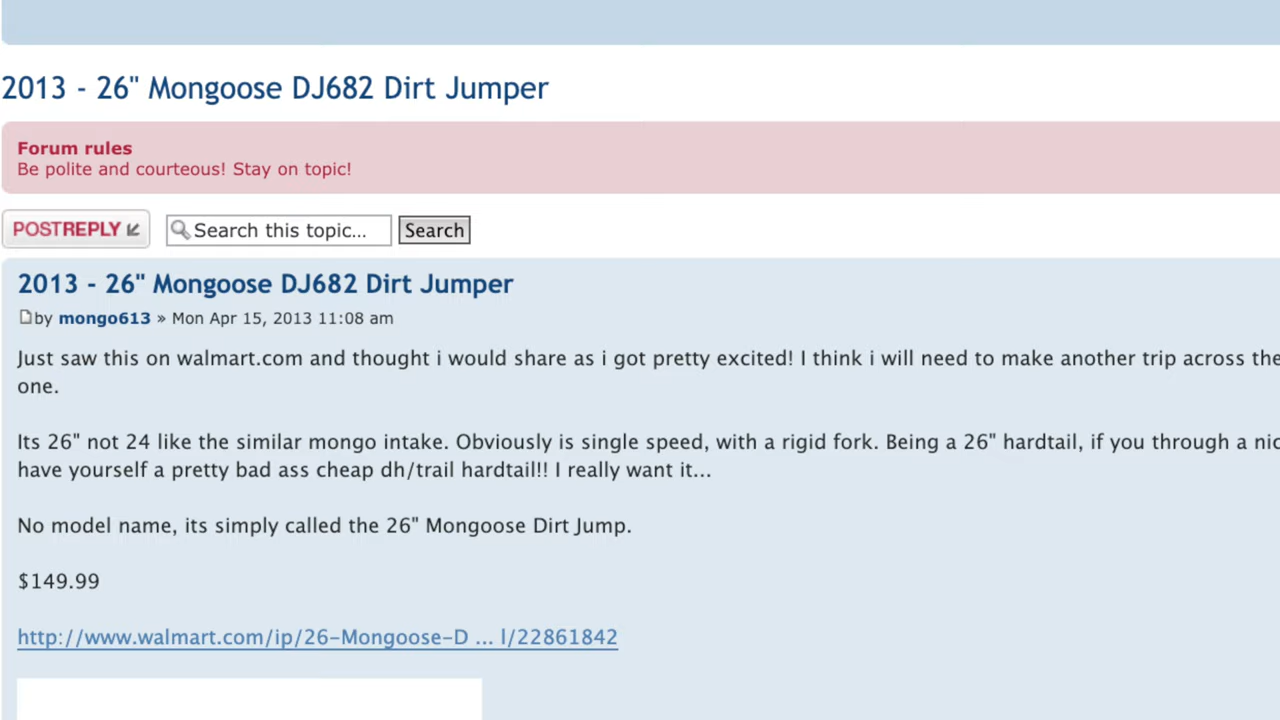 2013 - 26" Mongoose DJ682 Dirt Jumper
Forum rules
Be polite and courteous! Stay on topic!
POSTREPLY Search this topic... Search
2013 - 26" Mongoose DJ682 Dirt Jumper
by mongo613 » Mon Apr 15, 2013 11:08 am
Just saw this on walmart.com and thought i would share as i got pretty excited! I think i will need to make another trip across the
one.
Its 26" not 24 like the similar mongo intake. Obviously is single speed, with a rigid fork. Being a 26" hardtail, if you through a
have yourself a pretty bad ass cheap dh/trail hardtail!! I really want it...
No model name, its simply called the 26" Mongoose Dirt Jump.
$149.99
http://www.walmart.com/ip/26-Mongoose-D ... l/22861842